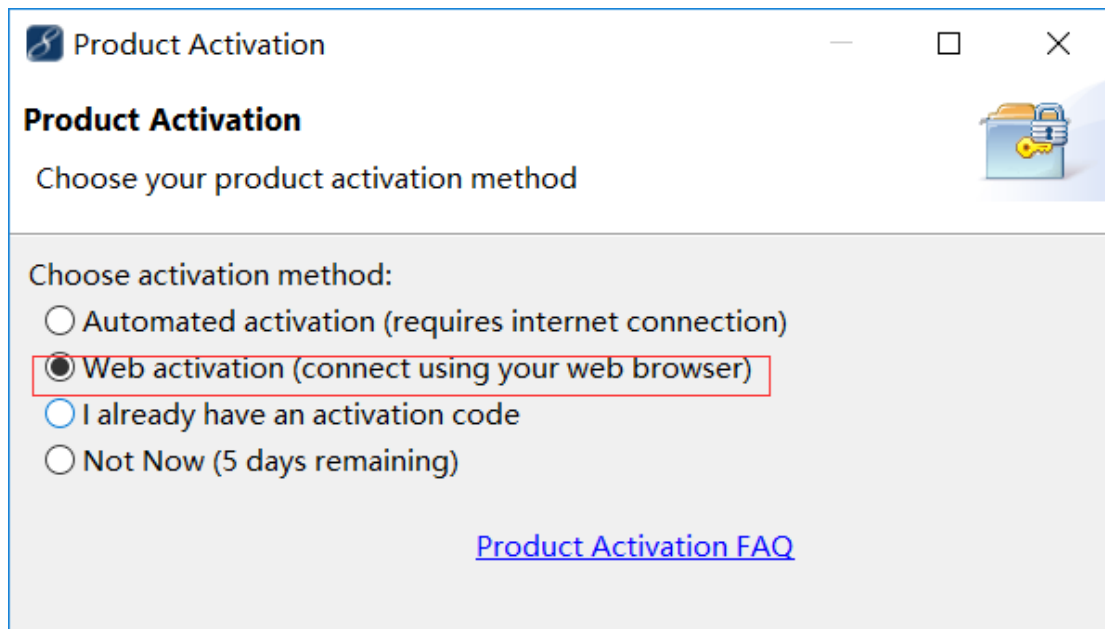 Product Activation
Product Activation
Choose your product activation method
Choose activation method:
Automated activation (requires internet connection)
Web activation (connect using your web browser)
I already have an activation code
Not Now (5 days remaining)
Product Activation FAQ